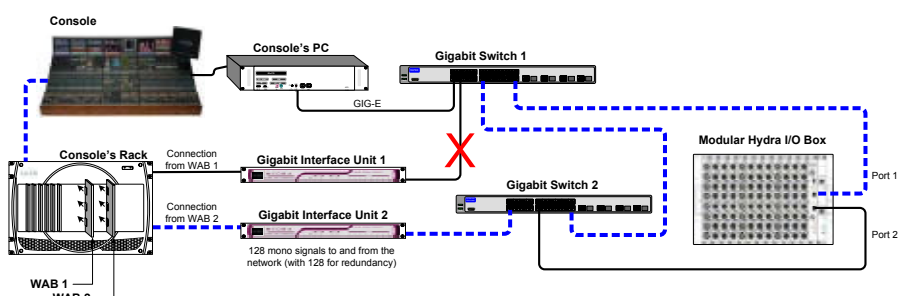 Console
Console's PC
Gigabit Switch 1
GIG-E
Modular Hydra I/O Box
Console's Rack
Connection
from WAB 1
Gigabit Interface Unit 1
X
Port 1
Gigabit Switch 2
Connection
from WAB 2
Gigabit Interface Unit 2
Port 2
128 mono signals to and from the
network (with 128 for redundancy)
WAB 1
WAB 2